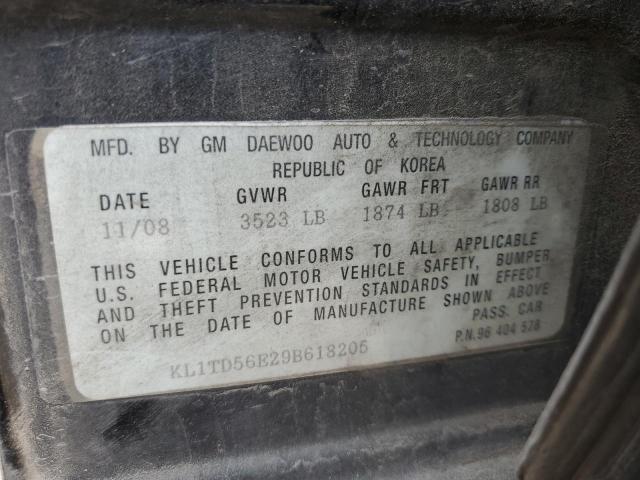 MFD. BY GM DAEWOO AUTO & TECHNOLOGY COMPANY
REPUBLIC OF KOREA
DATE GVWR GAWR FRT GAWR RR
11/08 3523 LB 1874 LB 1808 LB
THIS VEHICLE CONFORMS TO ALL APPLICABLE
U.S. FEDERAL MOTOR VEHICLE SAFETY, BUMPER,
AND THEFT PREVENTION STANDARDS IN EFFECT
ON THE DATE OF MANUFACTURE SHOWN ABOVE
PASS. CAR
KL1TD56E29B618205 P.N.96 404 578